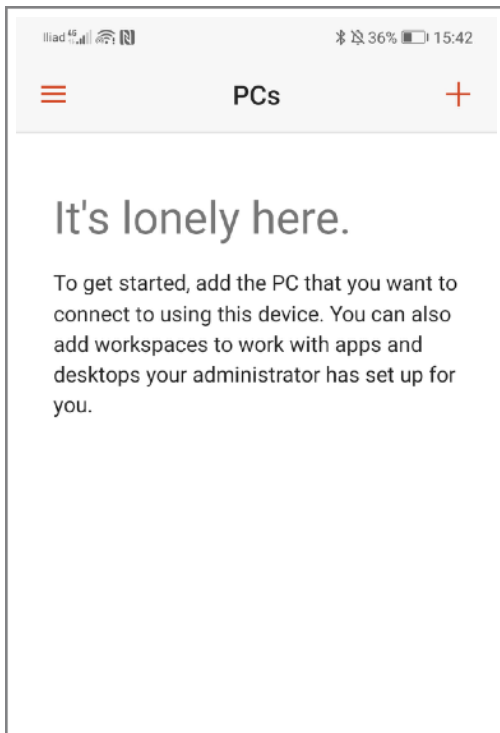 Iliad 4G 36% 15:42
PCs
It's lonely here.
To get started, add the PC that you want to
connect to using this device. You can also
add workspaces to work with apps and
desktops your administrator has set up for
you.